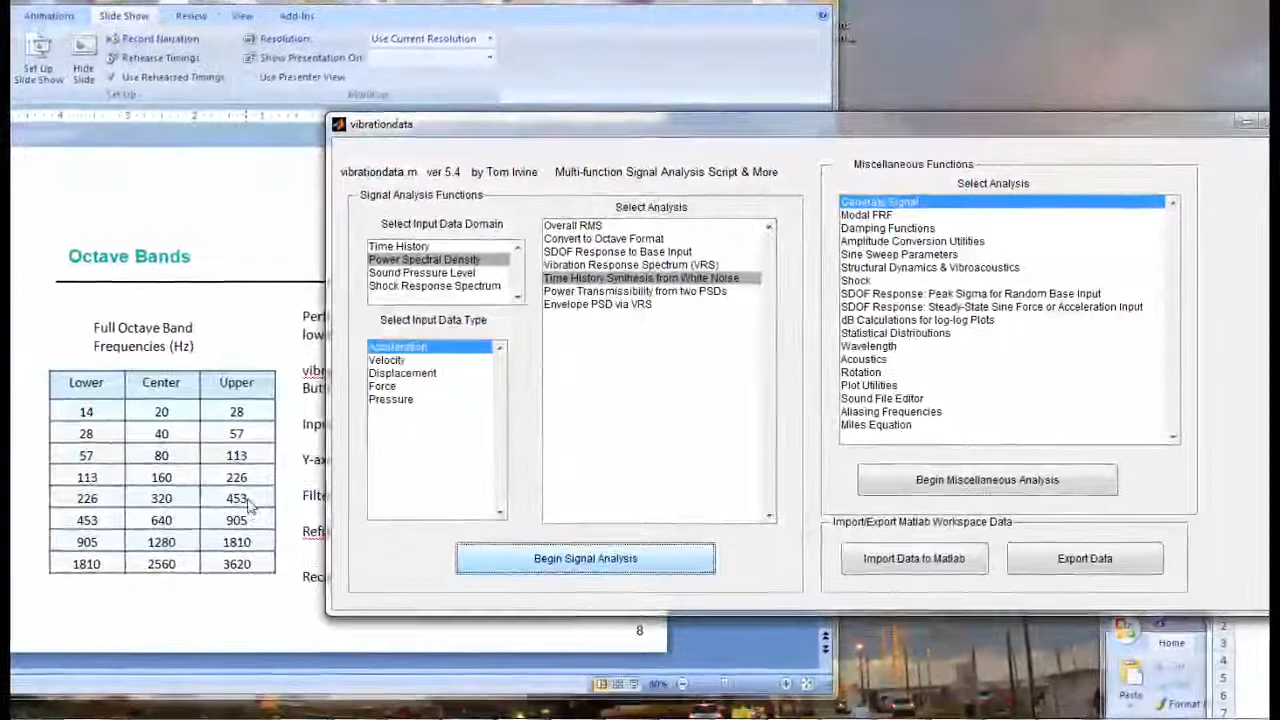 Animations Slide Show Review View Add-Ins
Record Narration Resolution: Use Current Resolution
Rehearse Timings Show Presentation On:
Set Up Slide Show Hide Slide Use Rehearsed Timings Use Presenter View
Set Up Monitors
Octave Bands
Full Octave Band
Frequencies (Hz)
Lower Center Upper
14 20 28
28 40 57
57 80 113
113 160 226
226 320 453
453 640 905
905 1280 1810
1810 2560 3620
8
80%
vibrationdata
vibrationdata.m ver 5.4 by Tom Irvine Multi-function Signal Analysis Script & More
Signal Analysis Functions
Select Input Data Domain
Time History
Power Spectral Density
Sound Pressure Level
Shock Response Spectrum
Select Input Data Type
Acceleration
Velocity
Displacement
Force
Pressure
Select Analysis
Overall RMS
Convert to Octave Format
SDOF Response to Base Input
Vibration Response Spectrum (VRS)
Time History Synthesis from White Noise
Power Transmissibility from two PSDs
Envelope PSD via VRS
Begin Signal Analysis
Miscellaneous Functions
Select Analysis
Generate Signal
Modal FRF
Damping Functions
Amplitude Conversion Utilities
Sine Sweep Parameters
Structural Dynamics & Vibroacoustics
Shock
SDOF Response: Peak Sigma for Random Base Input
SDOF Response: Steady-State Sine Force or Acceleration Input
dB Calculations for log-log Plots
Statistical Distributions
Wavelength
Acoustics
Rotation
Plot Utilities
Sound File Editor
Aliasing Frequencies
Miles Equation
Begin Miscellaneous Analysis
Import/Export Matlab Workspace Data
Import Data to Matlab Export Data
Home
Paste
Format
2
3
4
5
6
7